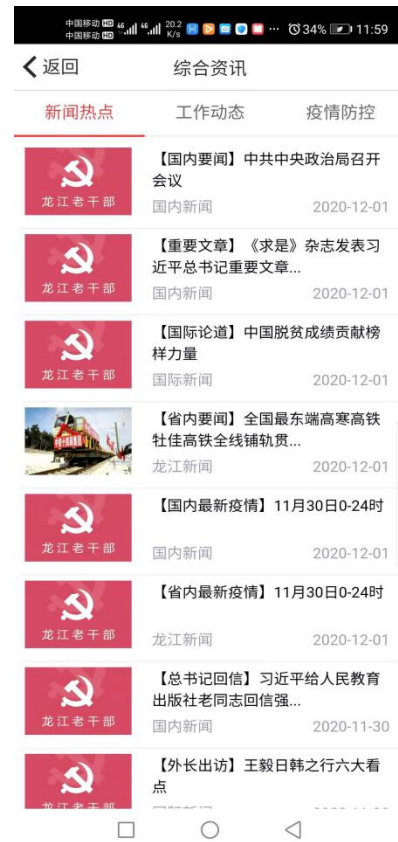 中国移动 HD 46 46 20.2 34% 11:59
中国移动 HD K/s
返回 综合资讯
新闻热点 工作动态 疫情防控
【国内要闻】中共中央政治局召开
会议
龙江老干部
国内新闻 2020-12-01
【重要文章】《求是》杂志发表习
近平总书记重要文章...
龙江老干部
国内新闻 2020-12-01
【国际论道】中国脱贫成绩贡献榜
样力量
龙江老干部
国际新闻 2020-12-01
【省内要闻】全国最东端高寒高铁
牡佳高铁全线铺轨贯...
龙江新闻 2020-12-01
【国内最新疫情】11月30日0-24时
龙江老干部
国内新闻 2020-12-01
【省内最新疫情】11月30日0-24时
龙江老干部
龙江新闻 2020-12-01
【总书记回信】习近平给人民教育
出版社老同志回信强...
龙江老干部
国内新闻 2020-11-30
【外长出访】王毅日韩之行六大看
点
龙江老干部